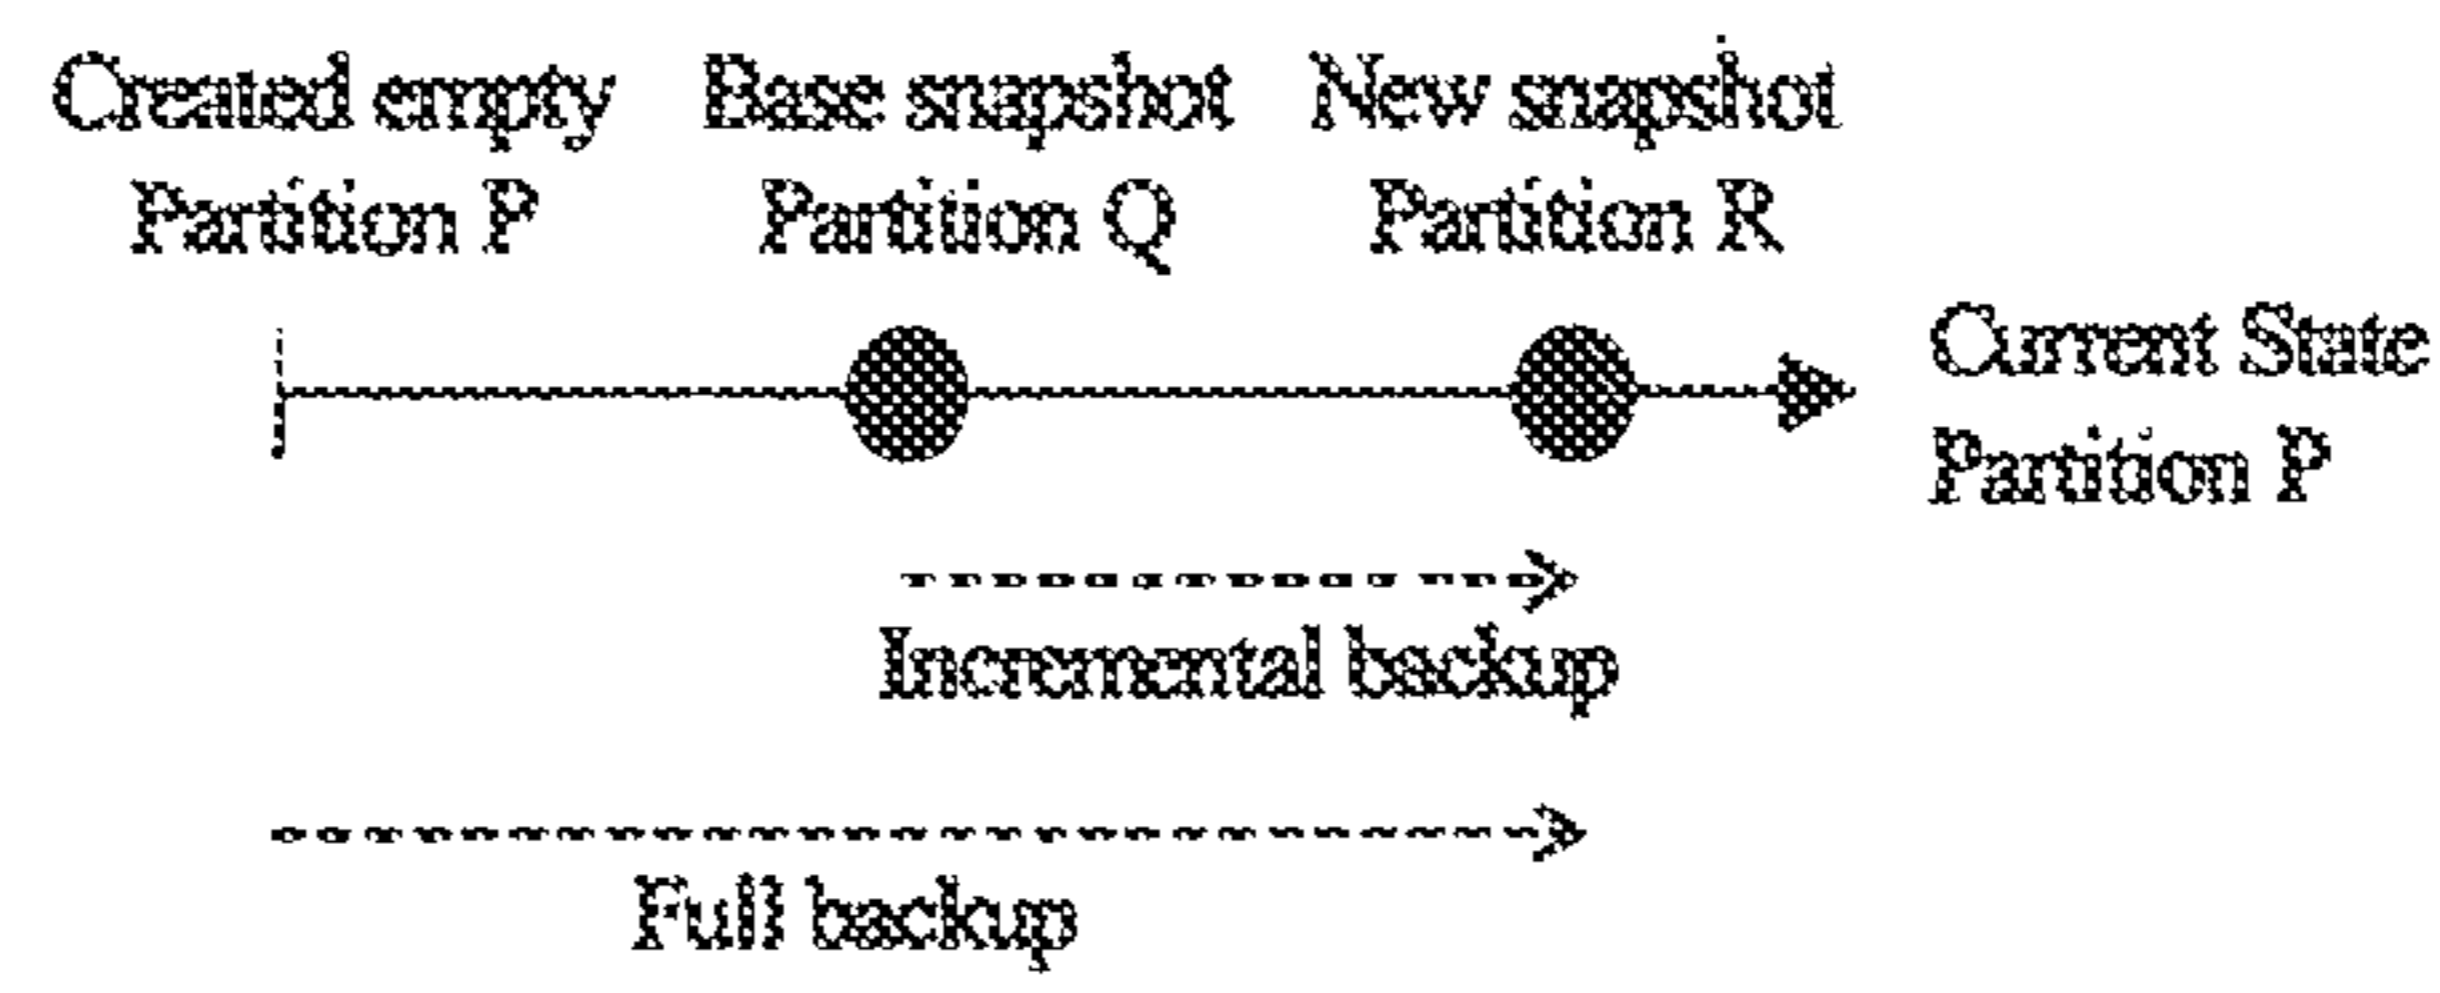 Created empty
Partition P
Base snapshot
Partition Q
New snapshot
Partition R
Current State
Partition P
Incremental backup
Full backup